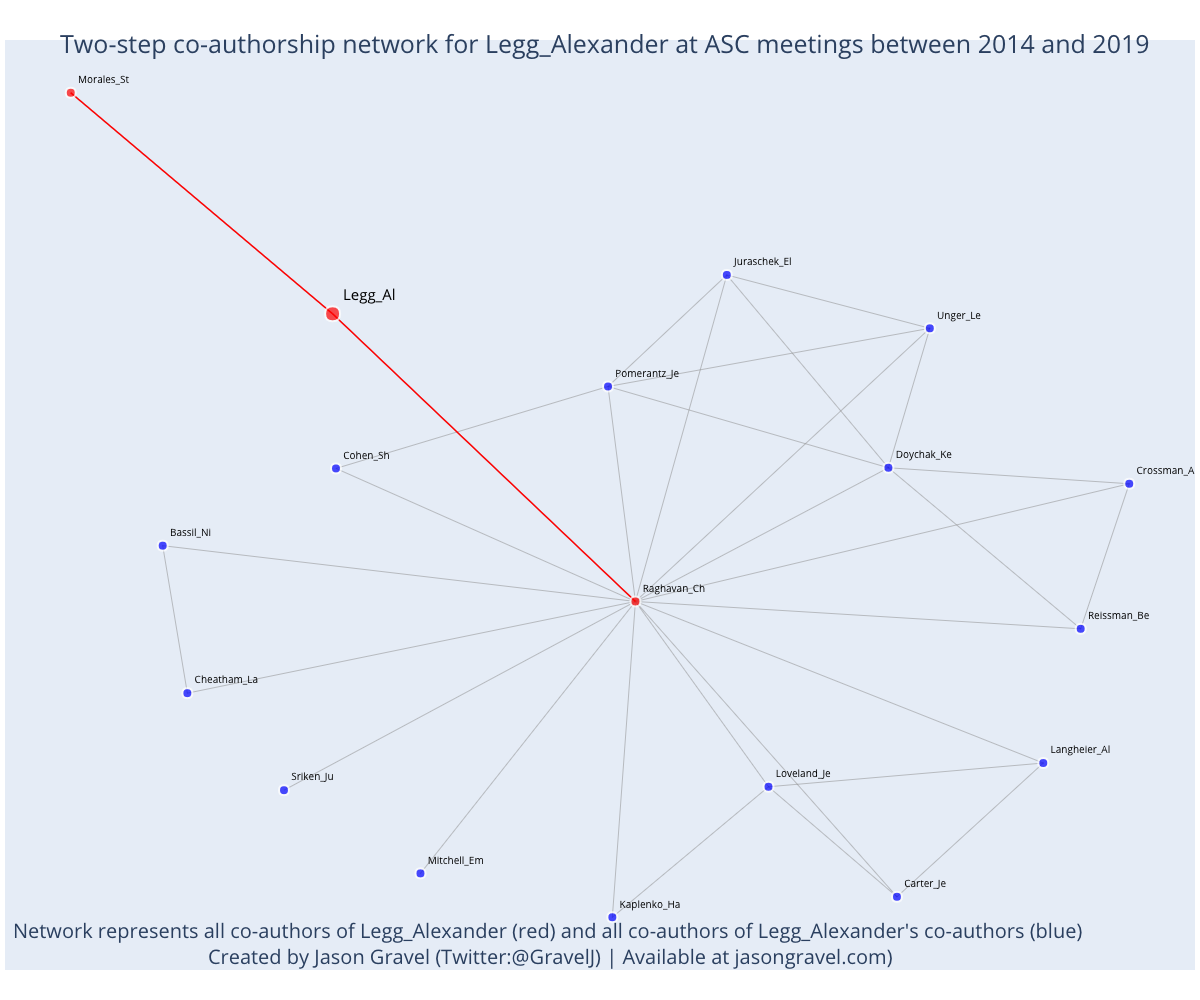 Two-step co-authorship network for Legg_Alexander at ASC meetings between 2014 and 2019
Morales_St
Juraschek_El
Legg_Al
Unger_Le
Pomerantz_Je
Cohen_Sh
Doychak_Ke
Crossman_A
Bassil_Ni
Raghavan_Ch
Reissman_Be
Cheatham_La
Langheier_Al
Loveland_Je
Sriken_Ju
Mitchell_Em
Carter_Je
Kaplenko_Ha
Network represents all co-authors of Legg_Alexander (red) and all co-authors of Legg_Alexander's co-authors (blue)
Created by Jason Gravel (Twitter:@GravelJ) | Available at jasongravel.com)